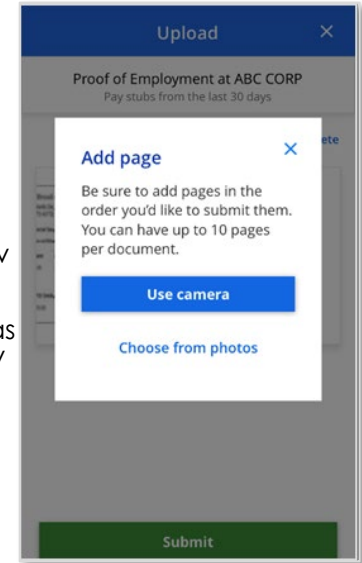 Upload ×
Proof of Employment at ABC CORP
Pay stubs from the last 30 days
ete
Add page ×
Be sure to add pages in the
order you’d like to submit them.
You can have up to 10 pages
per document.
Use camera
Choose from photos
Submit